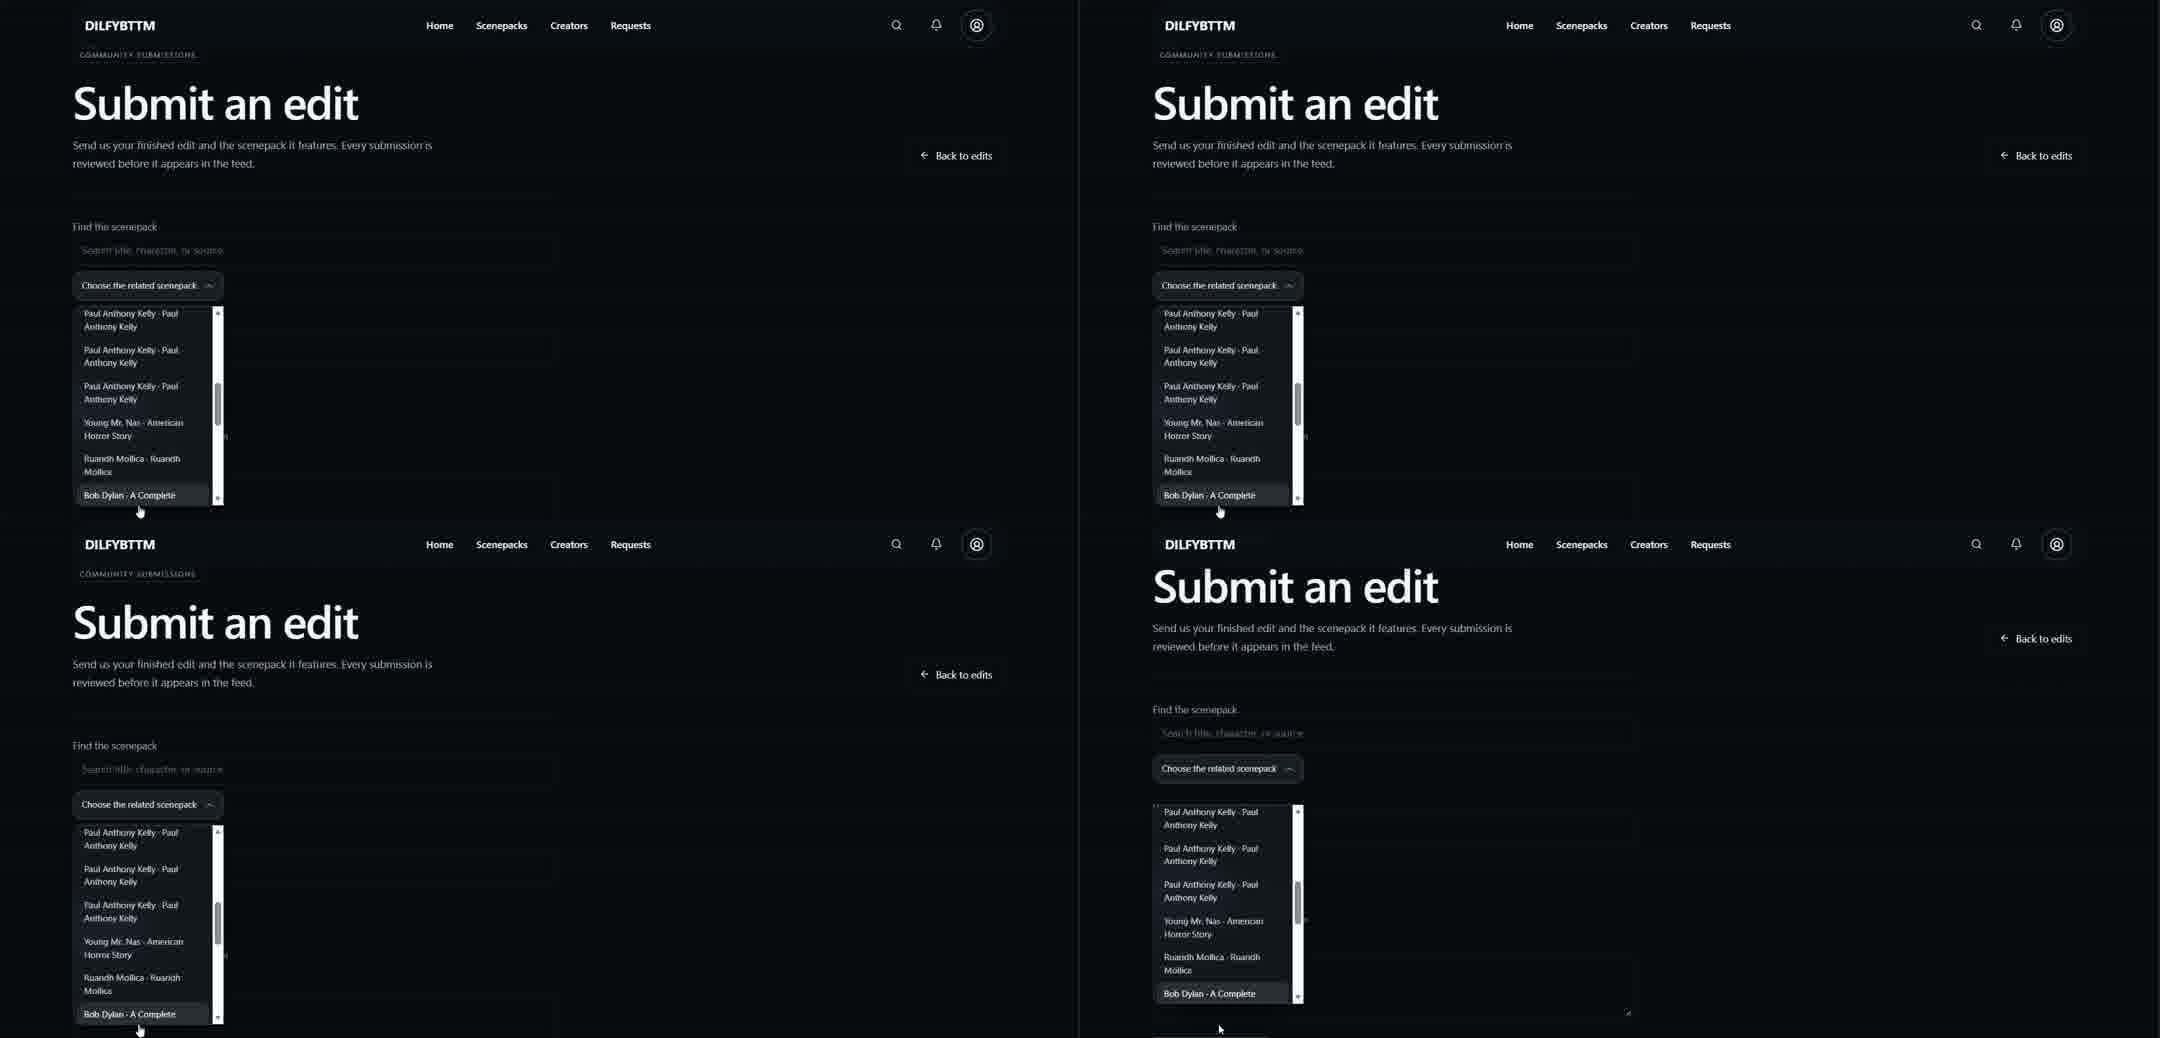 DILFYBTTM Home Scenepacks Creators Requests
COMMUNITY SUBMISSIONS
Submit an edit
Send us your finished edit and the scenepack it features. Every submission is
reviewed before it appears in the feed.
← Back to edits
Find the scenepack
Search title, character, or source
Choose the related scenepack
Paul Anthony Kelly - Paul
Anthony Kelly
Paul Anthony Kelly - Paul
Anthony Kelly
Paul Anthony Kelly - Paul
Anthony Kelly
Young Mr. Nas - American
Horror Story
Ruaridh Mollica - Ruaridh
Mollica
Bob Dylan - A Complete
DILFYBTTM Home Scenepacks Creators Requests
COMMUNITY SUBMISSIONS
Submit an edit
Send us your finished edit and the scenepack it features. Every submission is
reviewed before it appears in the feed.
← Back to edits
Find the scenepack
Search title, character, or source
Choose the related scenepack
Paul Anthony Kelly - Paul
Anthony Kelly
Paul Anthony Kelly - Paul
Anthony Kelly
Paul Anthony Kelly - Paul
Anthony Kelly
Young Mr. Nas - American
Horror Story
Ruaridh Mollica - Ruaridh
Mollica
Bob Dylan - A Complete
DILFYBTTM Home Scenepacks Creators Requests
COMMUNITY SUBMISSIONS
Submit an edit
Send us your finished edit and the scenepack it features. Every submission is
reviewed before it appears in the feed.
← Back to edits
Find the scenepack
Search title, character, or source
Choose the related scenepack
Paul Anthony Kelly - Paul
Anthony Kelly
Paul Anthony Kelly - Paul
Anthony Kelly
Paul Anthony Kelly - Paul
Anthony Kelly
Young Mr. Nas - American
Horror Story
Ruaridh Mollica - Ruaridh
Mollica
Bob Dylan - A Complete
DILFYBTTM Home Scenepacks Creators Requests
Submit an edit
Send us your finished edit and the scenepack it features. Every submission is
reviewed before it appears in the feed.
← Back to edits
Find the scenepack
Search title, character, or source
Choose the related scenepack
Paul Anthony Kelly - Paul
Anthony Kelly
Paul Anthony Kelly - Paul
Anthony Kelly
Paul Anthony Kelly - Paul
Anthony Kelly
Young Mr. Nas - American
Horror Story
Ruaridh Mollica - Ruaridh
Mollica
Bob Dylan - A Complete